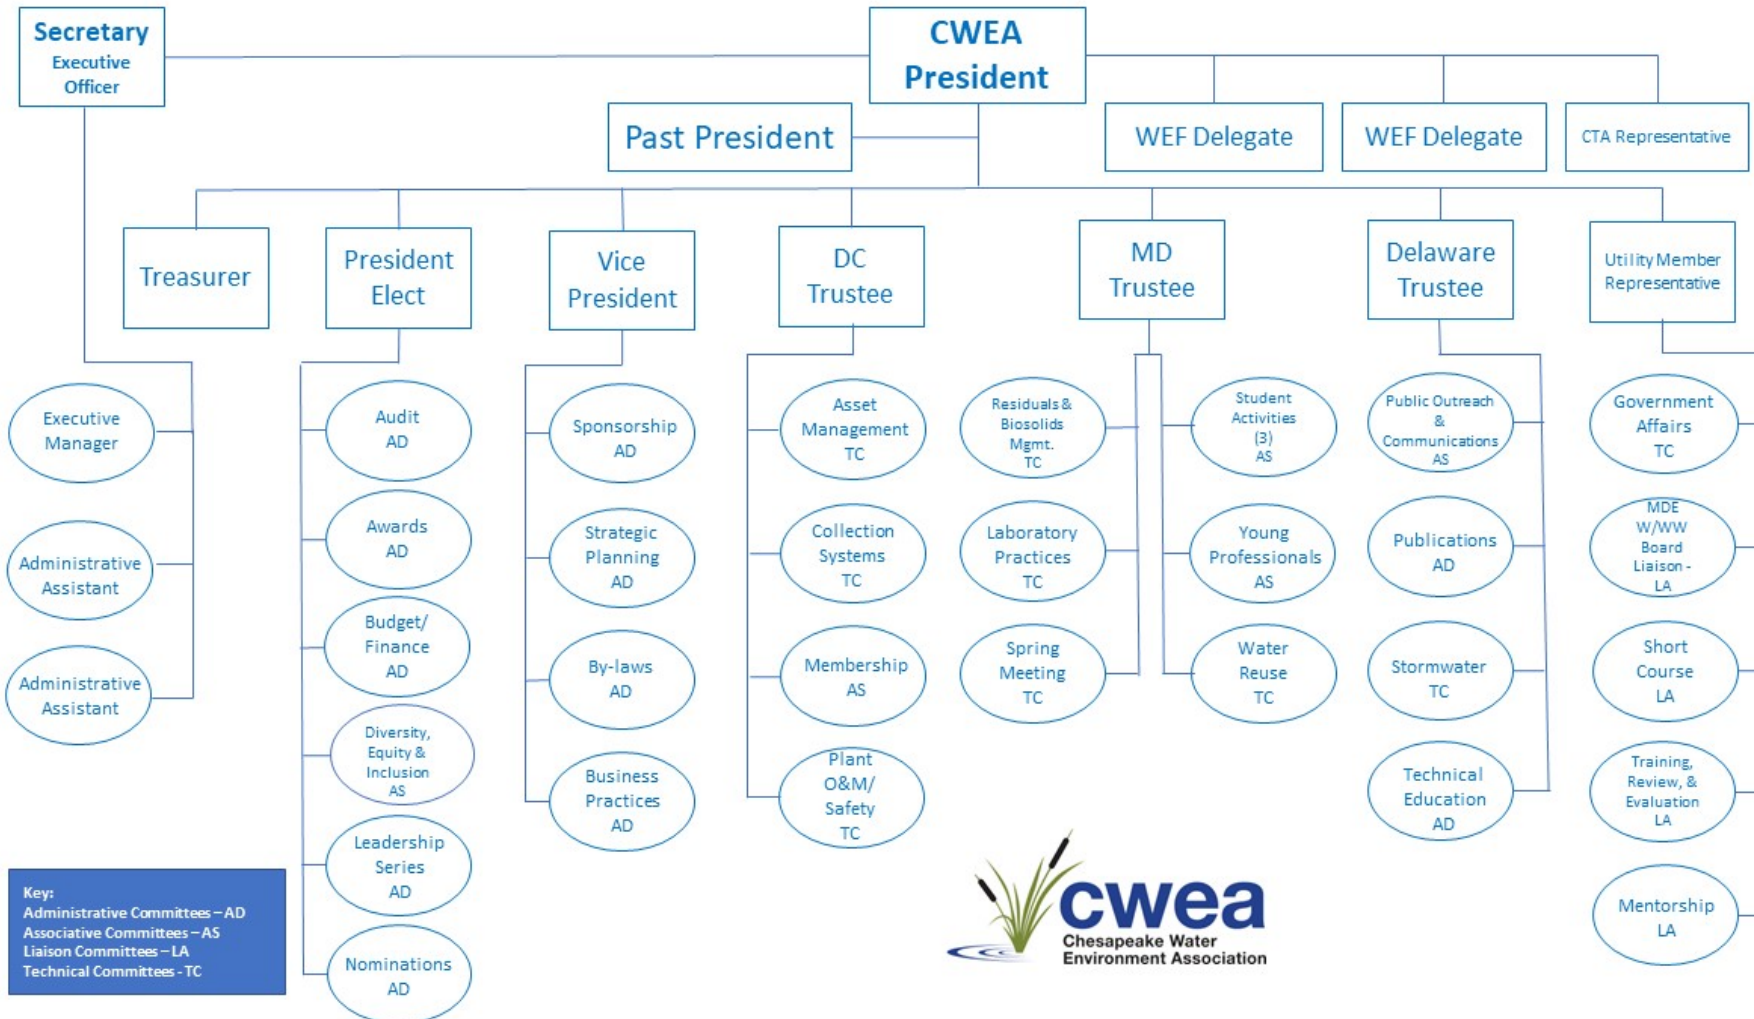 Secretary
Executive
Officer
CWEA
President
Past President
WEF Delegate
WEF Delegate
CTA Representative
Treasurer
President
Elect
Vice
President
DC
Trustee
MD
Trustee
Delaware
Trustee
Utility Member
Representative
Executive
Manager
Administrative
Assistant
Administrative
Assistant
Audit
AD
Awards
AD
Budget/
Finance
AD
Diversity,
Equity &
Inclusion
AS
Leadership
Series
AD
Nominations
AD
Sponsorship
AD
Strategic
Planning
AD
By-laws
AD
Business
Practices
AD
Asset
Management
TC
Collection
Systems
TC
Membership
AS
Plant
O&M/
Safety
TC
Residuals &
Biosolids
Mgmt.
TC
Laboratory
Practices
TC
Spring
Meeting
TC
Student
Activities
(3)
AS
Young
Professionals
AS
Water
Reuse
TC
Public Outreach
&
Communications
AS
Publications
AD
Stormwater
TC
Technical
Education
AD
Government
Affairs
TC
MDE
W/WW
Board
Liaison -
LA
Short
Course
LA
Training,
Review, &
Evaluation
LA
Mentorship
LA
Key:
Administrative Committees – AD
Associative Committees – AS
Liaison Committees – LA
Technical Committees - TC
cwea
Chesapeake Water
Environment Association